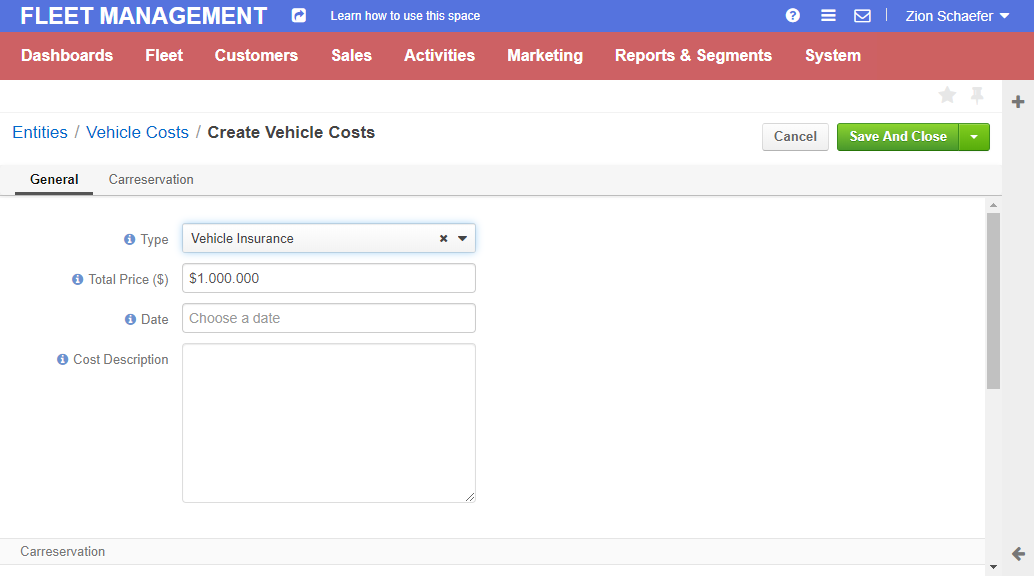 FLEET MANAGEMENT Learn how to use this space Zion Schaefer
Dashboards Fleet Customers Sales Activities Marketing Reports & Segments System
Entities / Vehicle Costs / Create Vehicle Costs Cancel Save And Close
General Carreservation
Type Vehicle Insurance
Total Price ($) $1.000.000
Date Choose a date
Cost Description
Carreservation